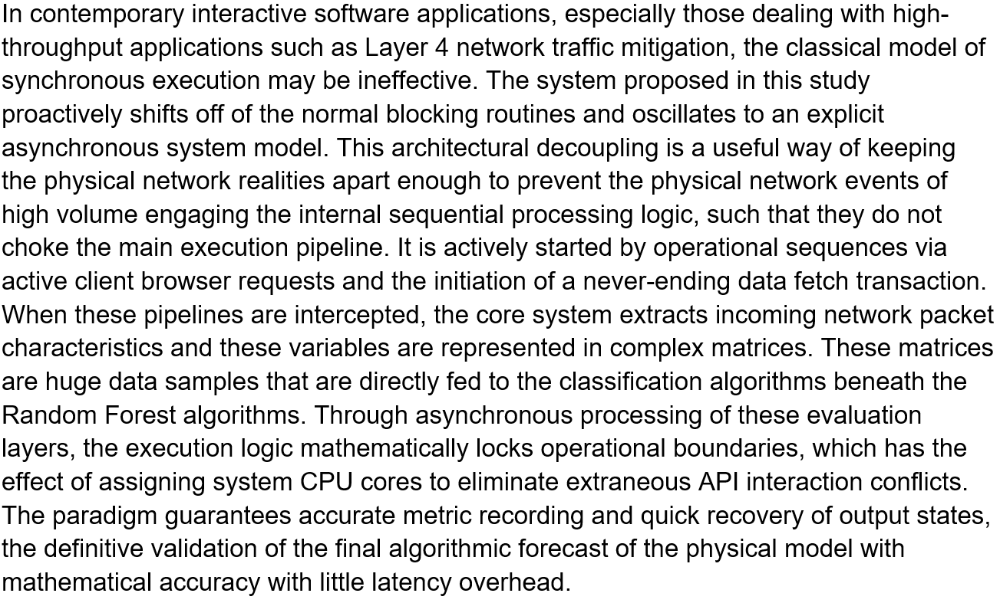 In contemporary interactive software applications, especially those dealing with high-
throughput applications such as Layer 4 network traffic mitigation, the classical model of
synchronous execution may be ineffective. The system proposed in this study
proactively shifts off of the normal blocking routines and oscillates to an explicit
asynchronous system model. This architectural decoupling is a useful way of keeping
the physical network realities apart enough to prevent the physical network events of
high volume engaging the internal sequential processing logic, such that they do not
choke the main execution pipeline. It is actively started by operational sequences via
active client browser requests and the initiation of a never-ending data fetch transaction.
When these pipelines are intercepted, the core system extracts incoming network packet
characteristics and these variables are represented in complex matrices. These matrices
are huge data samples that are directly fed to the classification algorithms beneath the
Random Forest algorithms. Through asynchronous processing of these evaluation
layers, the execution logic mathematically locks operational boundaries, which has the
effect of assigning system CPU cores to eliminate extraneous API interaction conflicts.
The paradigm guarantees accurate metric recording and quick recovery of output states,
the definitive validation of the final algorithmic forecast of the physical model with
mathematical accuracy with little latency overhead.